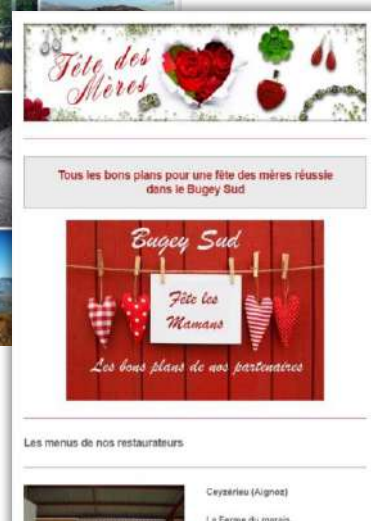 Fête des
Mères
Tous les bons plans pour une fête des mères réussie
dans le Bugey Sud
Bugey Sud
Fête les
Mamans
Les bons plans de nos partenaires
Les menus de nos restaurateurs
Ceyzérieu (Aignoz)
La Ferme du marais